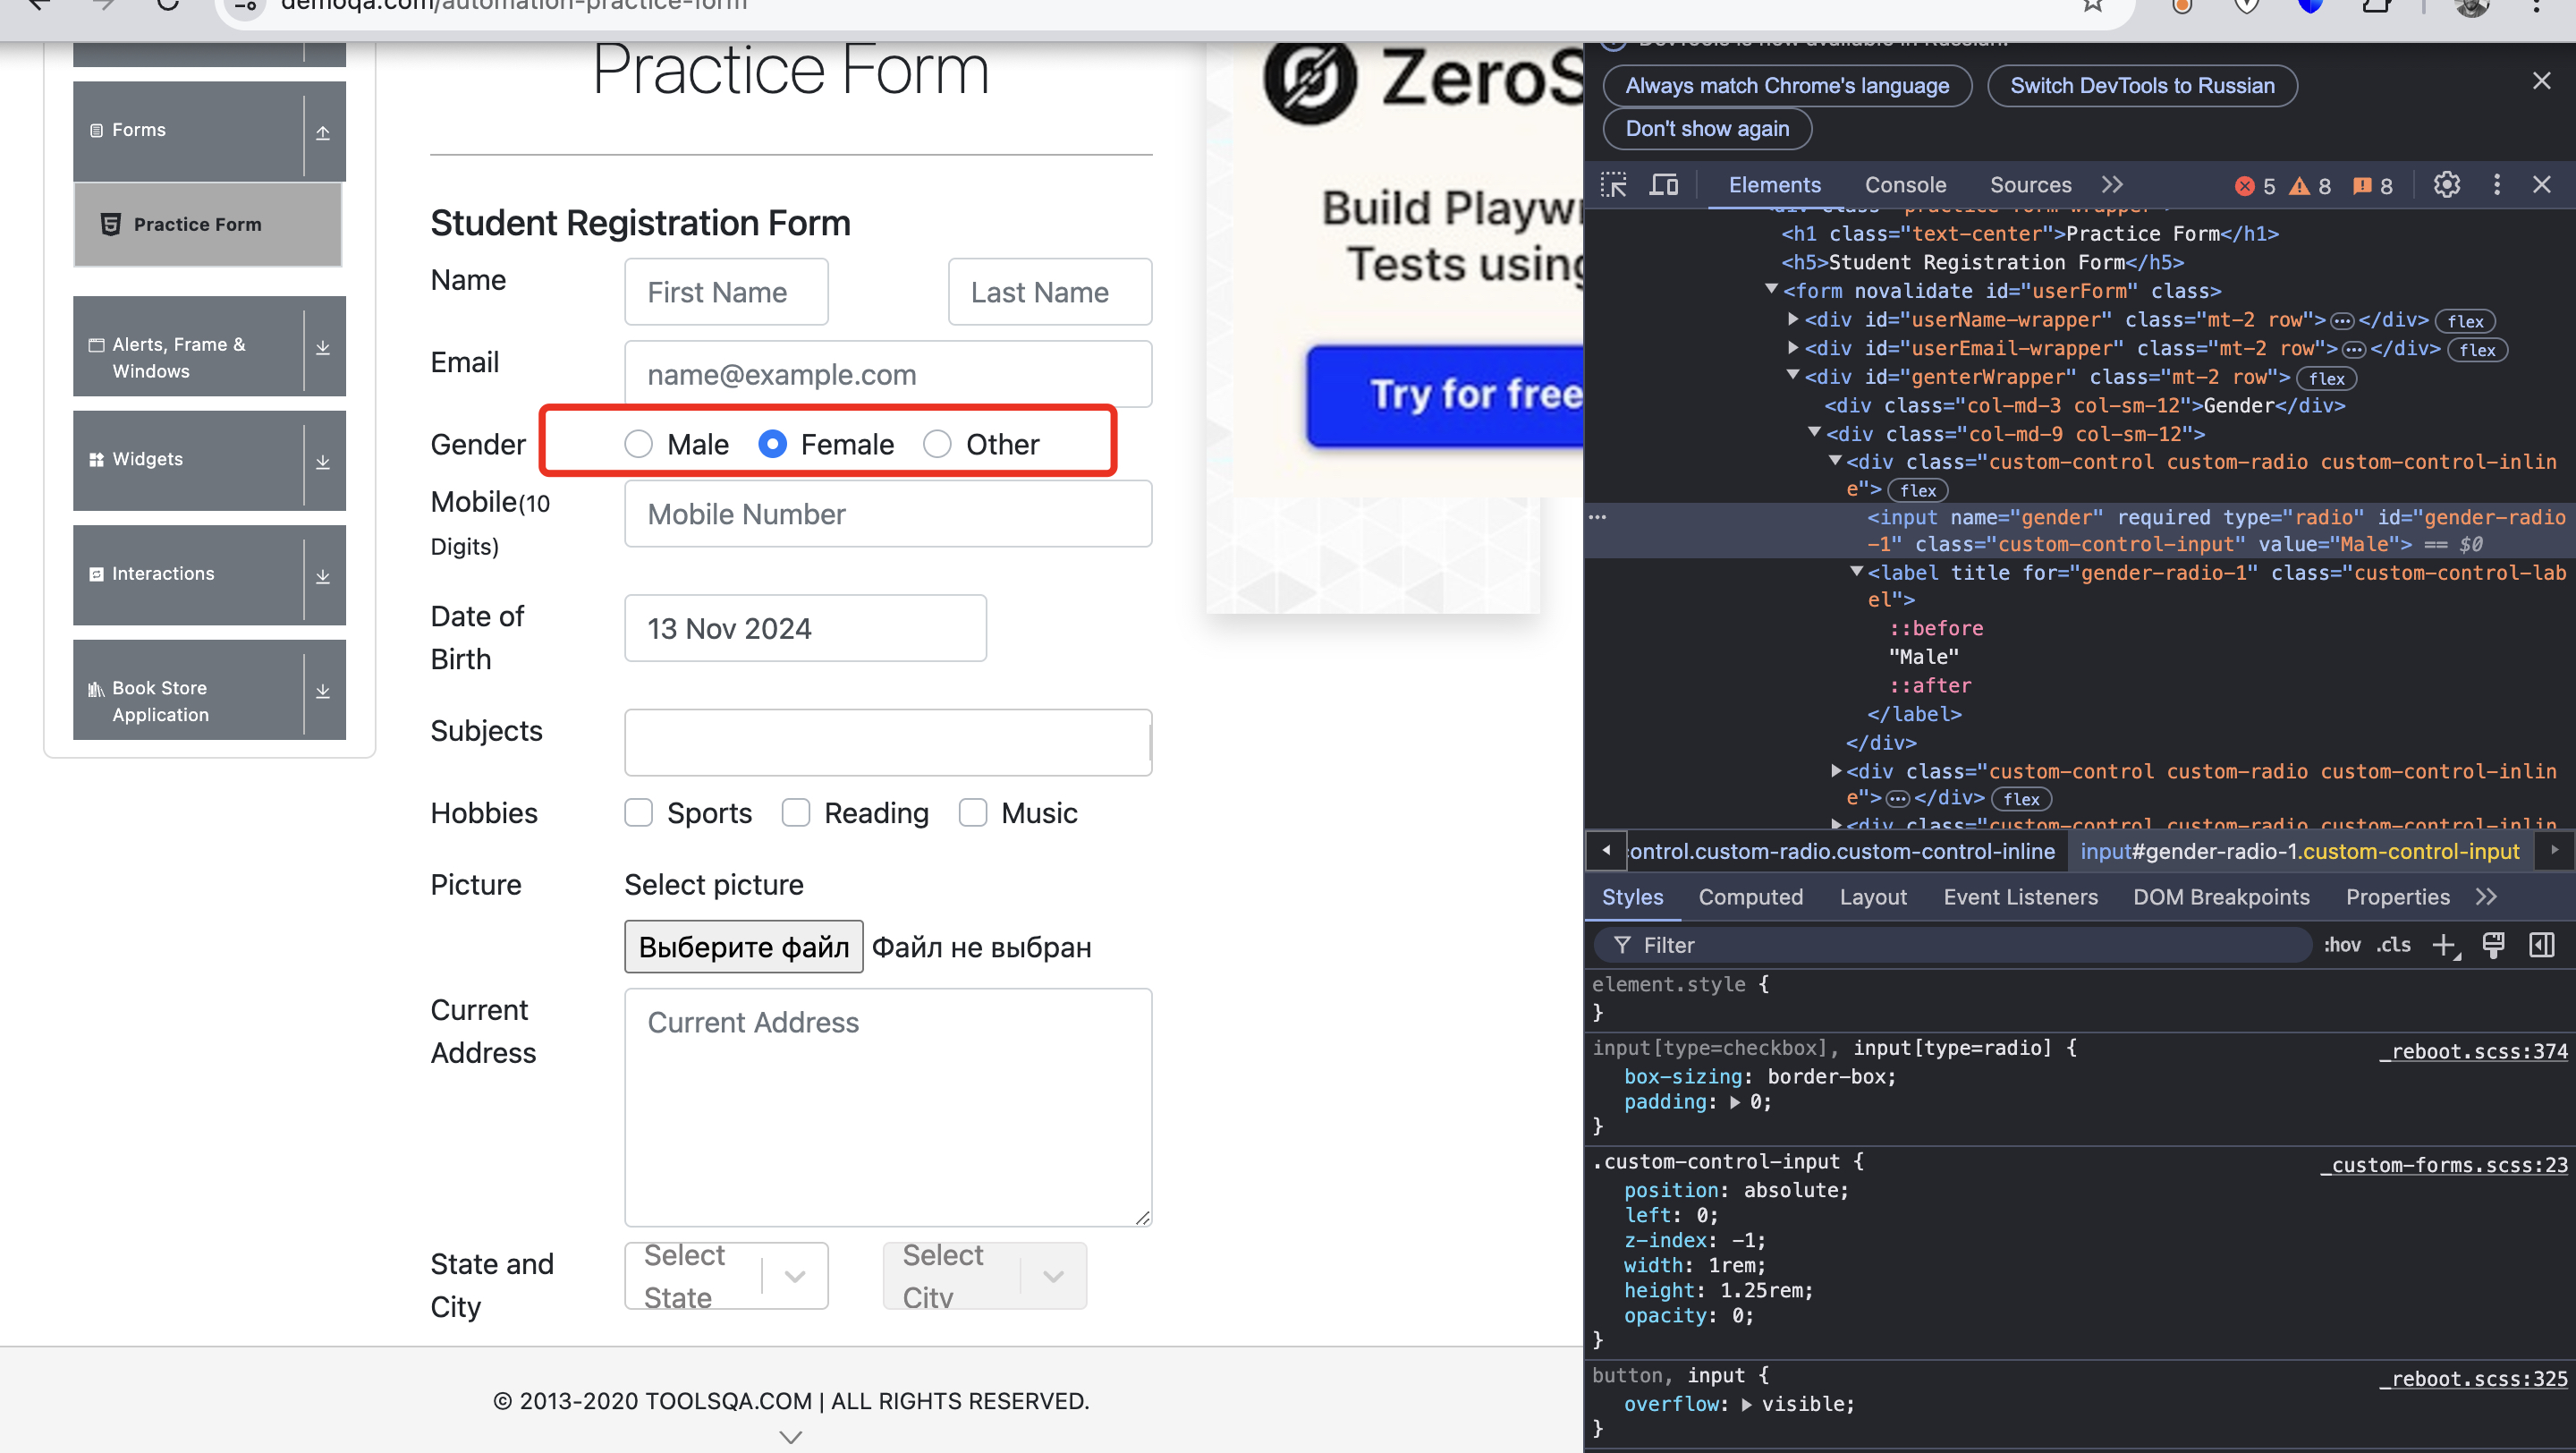 demoqa.com/automation-practice-form
Practice Form
Forms
Practice Form
Alerts, Frame &
Windows
Widgets
Interactions
Book Store
Application
Student Registration Form
Name
First Name
Last Name
Email
name@example.com
Gender
Male
Female
Other
Mobile(10
Digits)
Mobile Number
Date of
Birth
13 Nov 2024
Subjects
Hobbies
Sports
Reading
Music
Picture
Select picture
Выберите файл
Файл не выбран
Current
Address
Current Address
State and
City
Select
State
Select
City
© 2013-2020 TOOLSQA.COM | ALL RIGHTS RESERVED.
ZeroS
Build Playwr
Tests using
Try for free
DevTools is now available in Russian!
Always match Chrome's language
Switch DevTools to Russian
Don't show again
Elements
Console
Sources
5
8
8
<div class="practice-form-wrapper">
<h1 class="text-center">Practice Form</h1>
<h5>Student Registration Form</h5>
<form novalidate id="userForm" class>
<div id="userName-wrapper" class="mt-2 row">…</div> flex
<div id="userEmail-wrapper" class="mt-2 row">…</div> flex
<div id="genterWrapper" class="mt-2 row"> flex
<div class="col-md-3 col-sm-12">Gender</div>
<div class="col-md-9 col-sm-12">
<div class="custom-control custom-radio custom-control-inlin
e"> flex
<input name="gender" required type="radio" id="gender-radio
-1" class="custom-control-input" value="Male"> == $0
<label title for="gender-radio-1" class="custom-control-lab
el">
::before
"Male"
::after
</label>
</div>
<div class="custom-control custom-radio custom-control-inlin
e">…</div> flex
<div class="custom-control custom-radio custom-control-inlin
ontrol.custom-radio.custom-control-inline
input#gender-radio-1.custom-control-input
Styles
Computed
Layout
Event Listeners
DOM Breakpoints
Properties
Filter
:hov
.cls
element.style {
}
input[type=checkbox], input[type=radio] {
_reboot.scss:374
box-sizing: border-box;
padding: 0;
}
.custom-control-input {
_custom-forms.scss:23
position: absolute;
left: 0;
z-index: -1;
width: 1rem;
height: 1.25rem;
opacity: 0;
}
button, input {
_reboot.scss:325
overflow: visible;
}